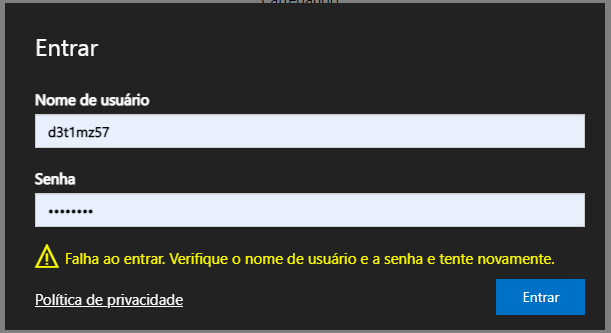 Carregando
Entrar
Nome de usuário
d3t1mz57
Senha
••••••••
Falha ao entrar. Verifique o nome de usuário e a senha e tente novamente.
Política de privacidade
Entrar